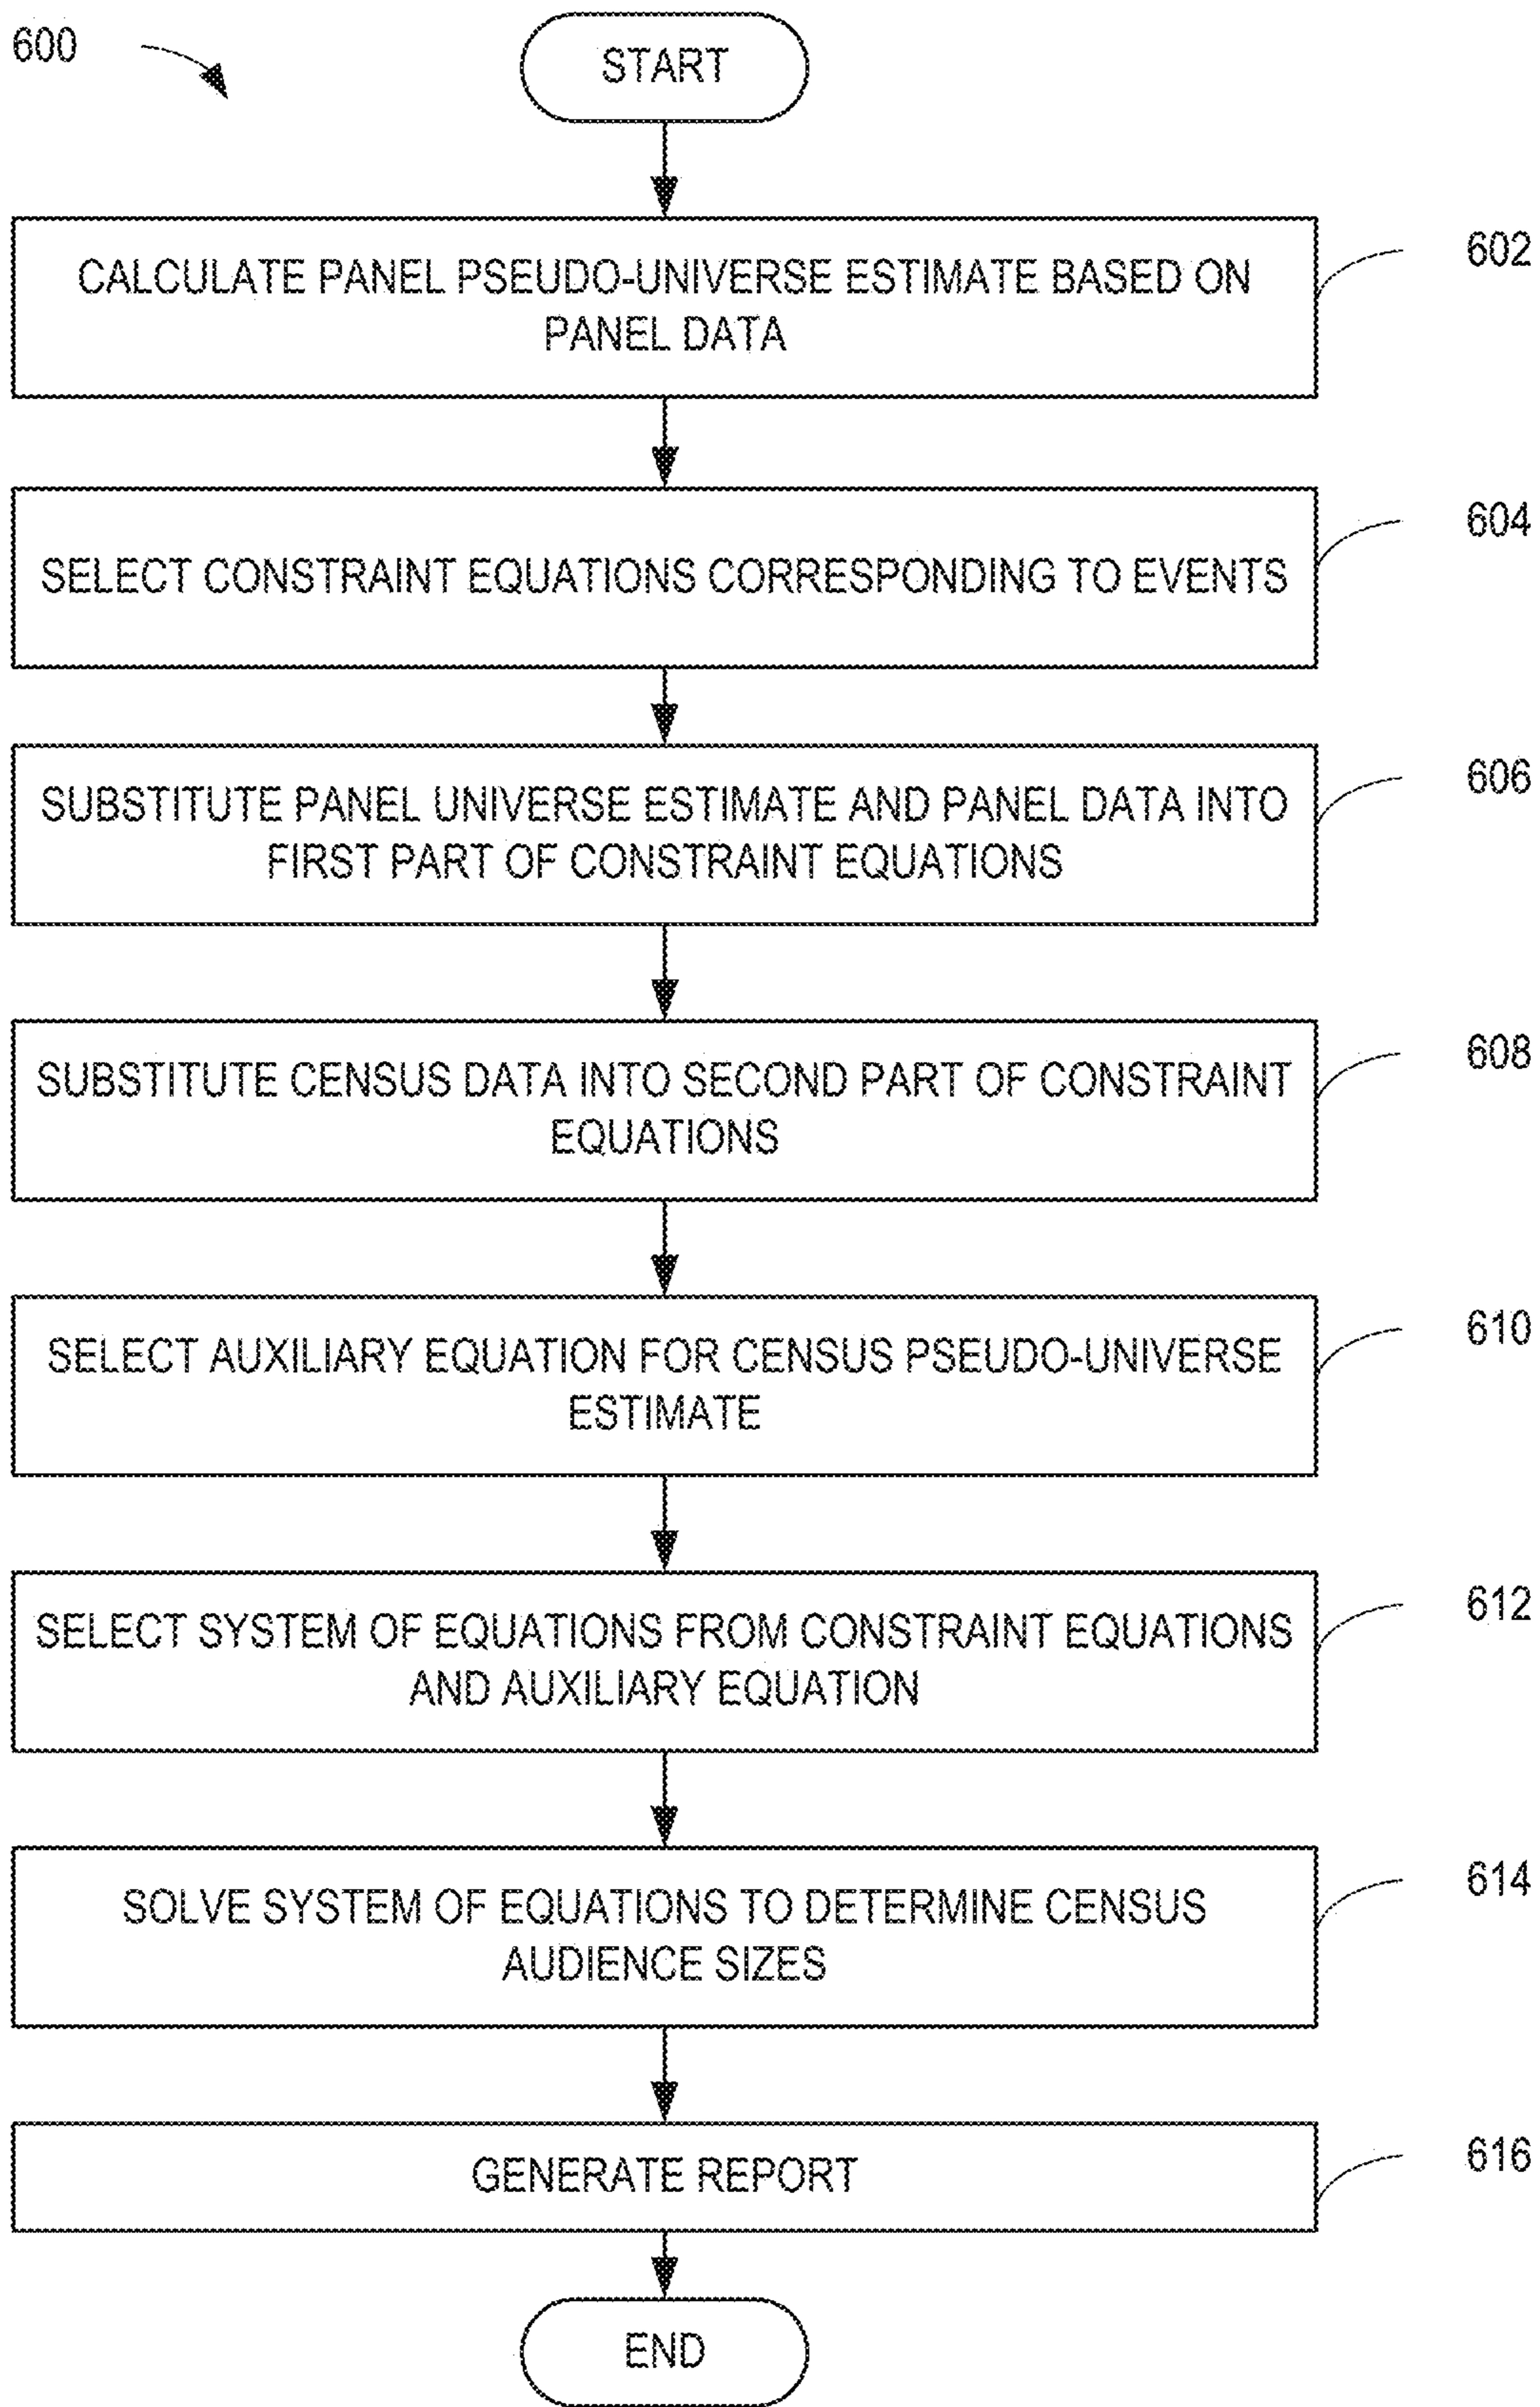 600
START
CALCULATE PANEL PSEUDO-UNIVERSE ESTIMATE BASED ON
PANEL DATA
602
SELECT CONSTRAINT EQUATIONS CORRESPONDING TO EVENTS
604
SUBSTITUTE PANEL UNIVERSE ESTIMATE AND PANEL DATA INTO
FIRST PART OF CONSTRAINT EQUATIONS
606
SUBSTITUTE CENSUS DATA INTO SECOND PART OF CONSTRAINT
EQUATIONS
608
SELECT AUXILIARY EQUATION FOR CENSUS PSEUDO-UNIVERSE
ESTIMATE
610
SELECT SYSTEM OF EQUATIONS FROM CONSTRAINT EQUATIONS
AND AUXILIARY EQUATION
612
SOLVE SYSTEM OF EQUATIONS TO DETERMINE CENSUS
AUDIENCE SIZES
614
GENERATE REPORT
616
END